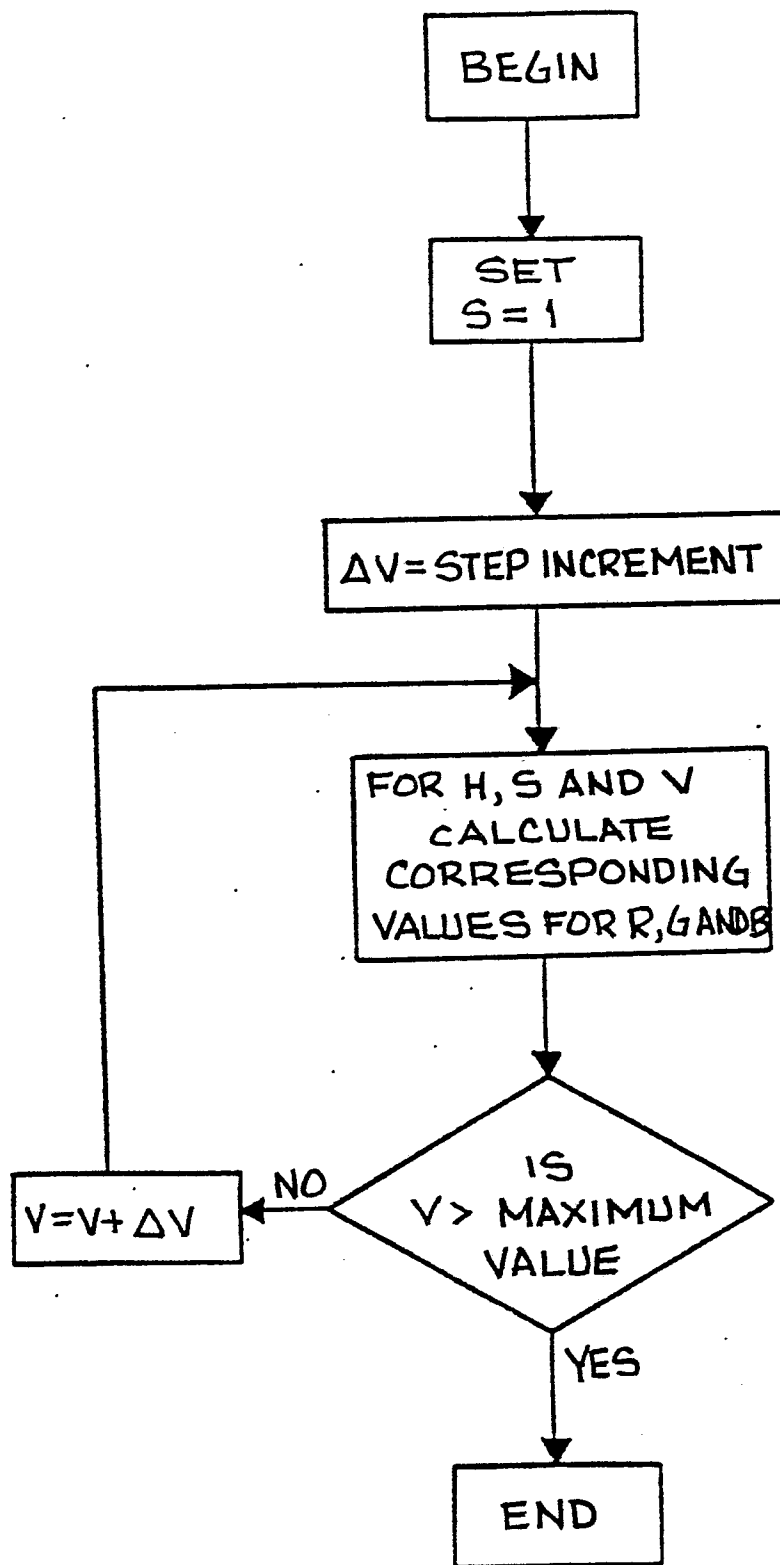 BEGIN
SET
S = 1
ΔV = STEP INCREMENT
FOR H, S AND V
CALCULATE
CORRESPONDING
VALUES FOR R, G AND B
IS
V > MAXIMUM
VALUE
NO
V = V + ΔV
YES
END